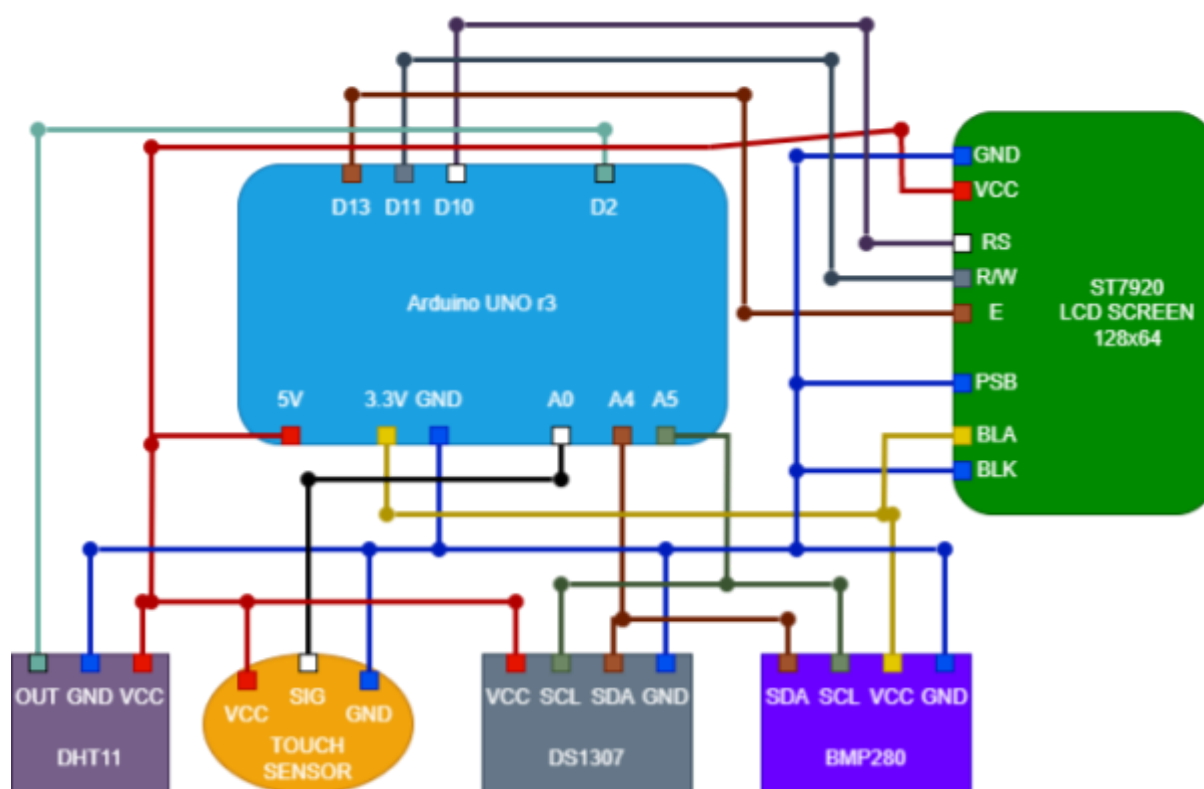 GND
VCC
D13 D11 D10 D2
RS
R/W
ST7920
Arduino UNO r3
E
LCD SCREEN
128x64
PSB
5V 3.3V GND A0 A4 A5
BLA
BLK
OUT GND VCC
VCC SIG GND
VCC SCL SDA GND
SDA SCL VCC GND
DHT11
TOUCH
SENSOR
DS1307
BMP280